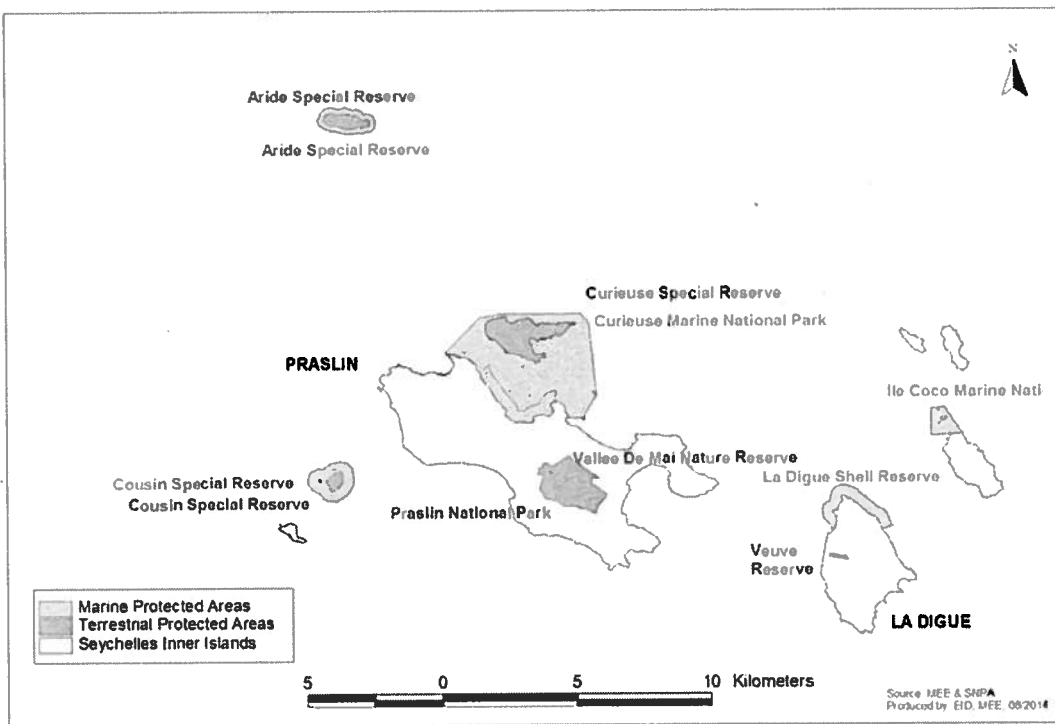 N
Aride Special Reserve
Aride Special Reserve
Curieuse Special Reserve
Curieuse Marine National Park
PRASLIN
Ile Coco Marine Nati
Vallee De Mai Nature Reserve
La Digue Shell Reserve
Cousin Special Reserve
Cousin Special Reserve
Praslin National Park
Veuve
Reserve
LA DIGUE
Marine Protected Areas
Terrestrial Protected Areas
Seychelles Inner Islands
5 0 5 10 Kilometers
Source: MEE & SNPA
Produced by: EID, MEE, 08/2014